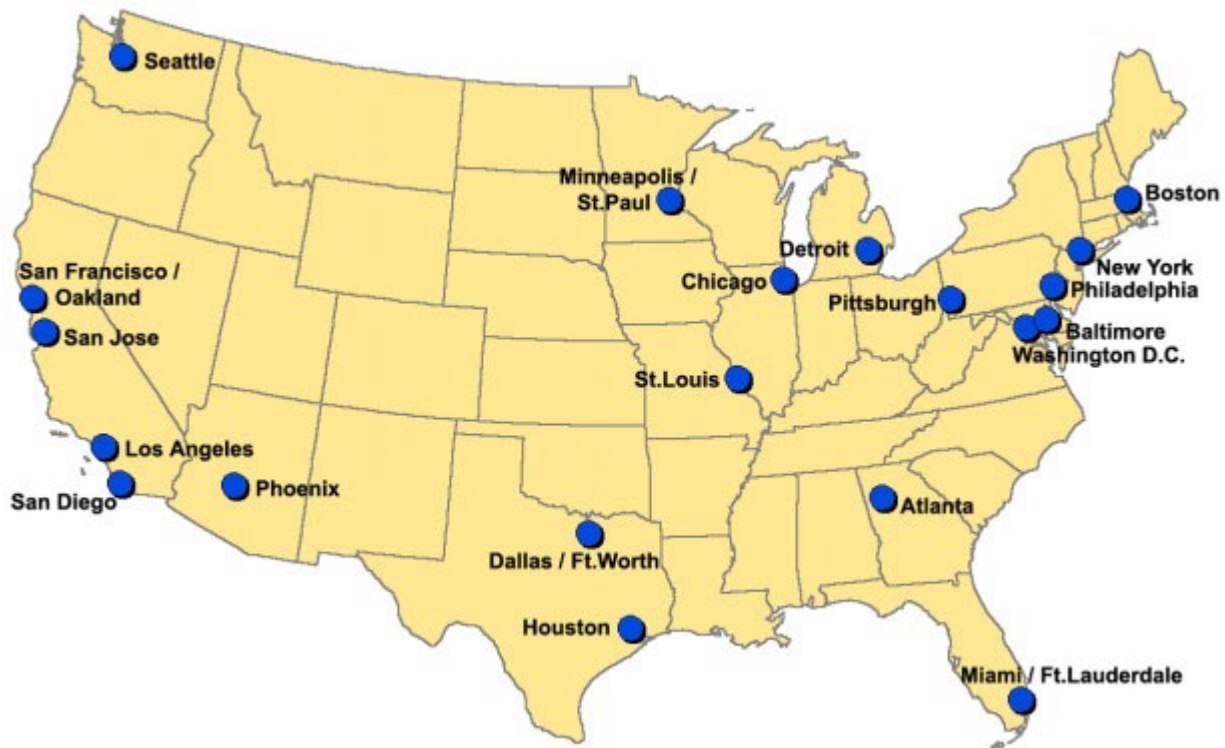 Seattle
Minneapolis /
St.Paul
Boston
Detroit
New York
San Francisco /
Oakland
Chicago
Pittsburgh
Philadelphia
San Jose
Baltimore
Washington D.C.
St.Louis
Los Angeles
San Diego
Phoenix
Atlanta
Dallas / Ft.Worth
Houston
Miami / Ft.Lauderdale